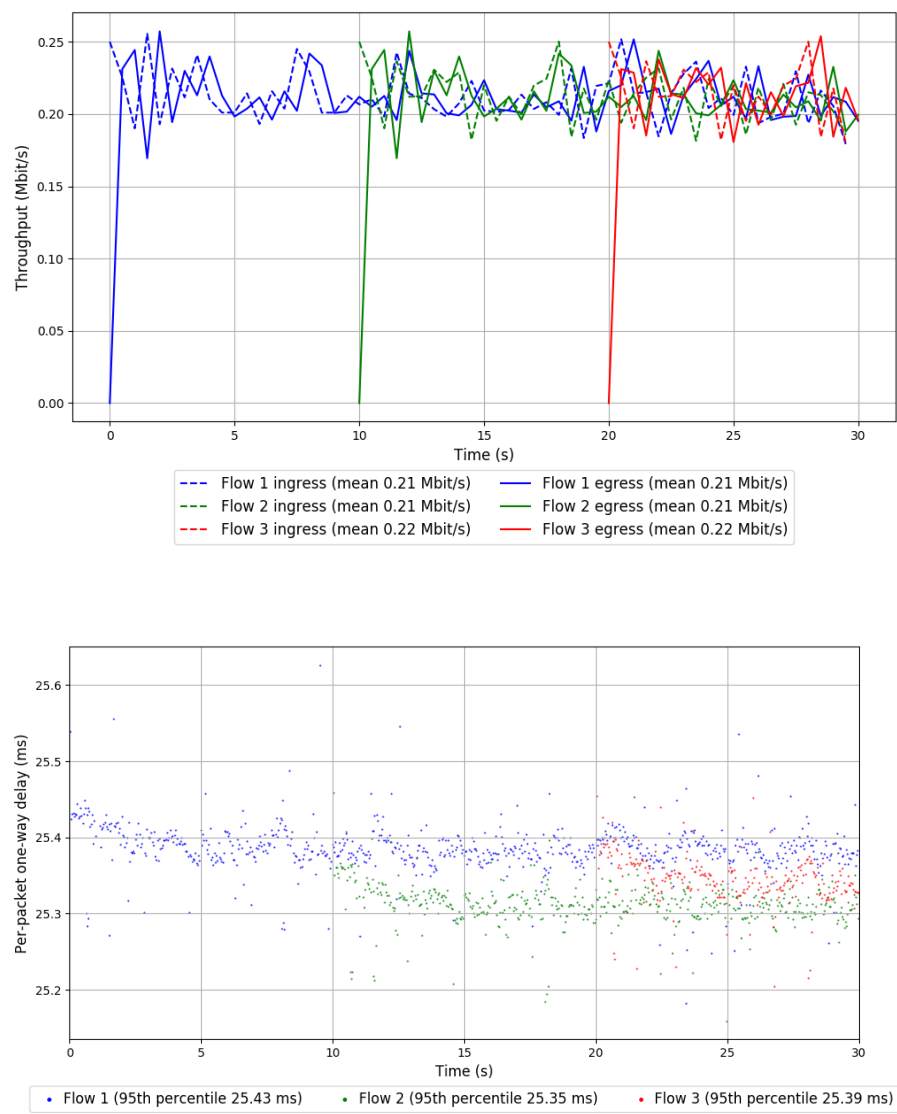 0.25
0.20
0.15
0.10
0.05
0.00
Throughput (Mbit/s)
0 5 10 15 20 25 30
Time (s)
Flow 1 ingress (mean 0.21 Mbit/s) Flow 1 egress (mean 0.21 Mbit/s)
Flow 2 ingress (mean 0.21 Mbit/s) Flow 2 egress (mean 0.21 Mbit/s)
Flow 3 ingress (mean 0.22 Mbit/s) Flow 3 egress (mean 0.22 Mbit/s)
25.6
25.5
25.4
25.3
25.2
Per-packet one-way delay (ms)
0 5 10 15 20 25 30
Time (s)
Flow 1 (95th percentile 25.43 ms) Flow 2 (95th percentile 25.35 ms) Flow 3 (95th percentile 25.39 ms)